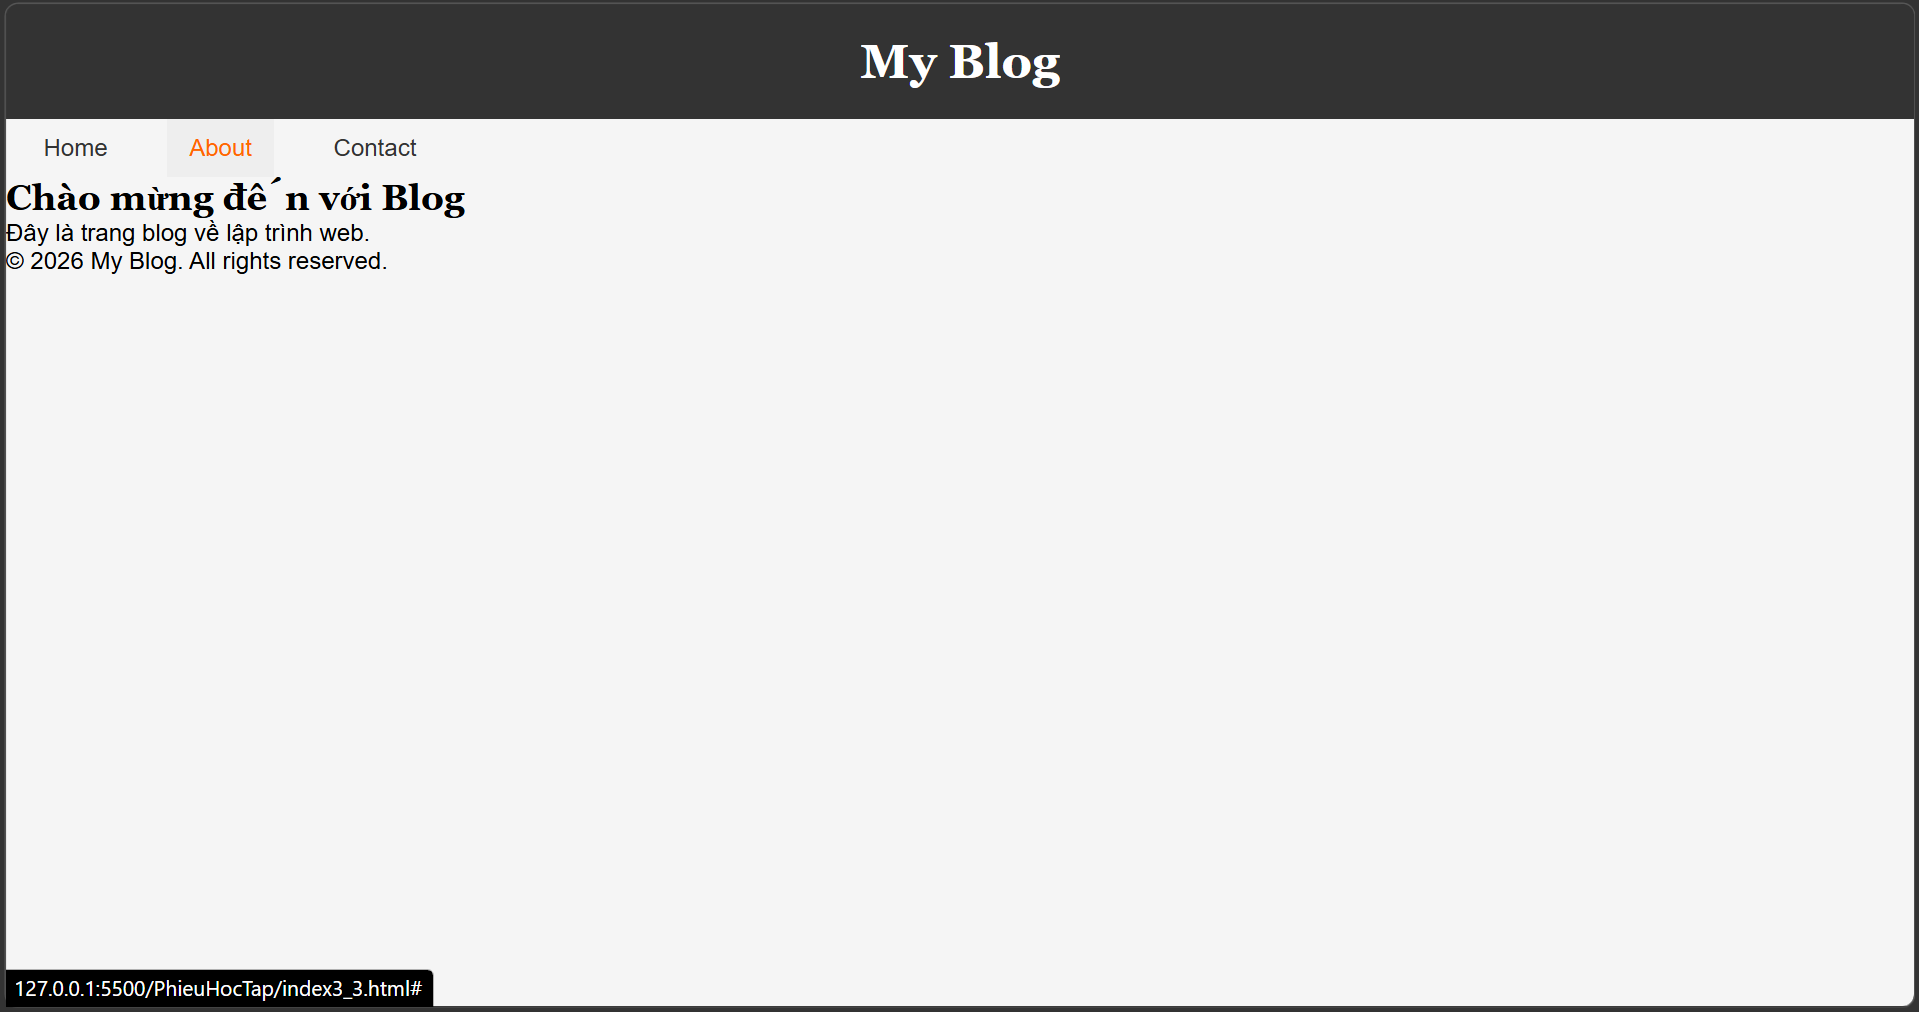 My Blog
Home About Contact
Chào mừng đến với Blog
Đây là trang blog về lập trình web.
© 2026 My Blog. All rights reserved.
127.0.0.1:5500/PhieuHocTap/index3_3.html#